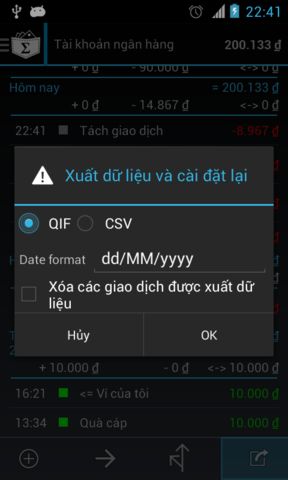 22:41
Tài khoản ngân hàng 200.133 ₫
+ 0 ₫ - 90.000 ₫ <-> 0 ₫
Hôm nay = 200.133 ₫
+ 0 ₫ - 14.867 ₫ <-> 0 ₫
22:41 Tách giao dịch -8.967 ₫
Xuất dữ liệu và cài đặt lại
QIF CSV
Date format dd/MM/yyyy
Xóa các giao dịch được xuất dữ
liệu
Hủy OK
+ 10.000 ₫ - 0 ₫ <-> 10.000 ₫
16:21 <= Ví của tôi 10.000 ₫
13:34 Quà cáp 10.000 ₫